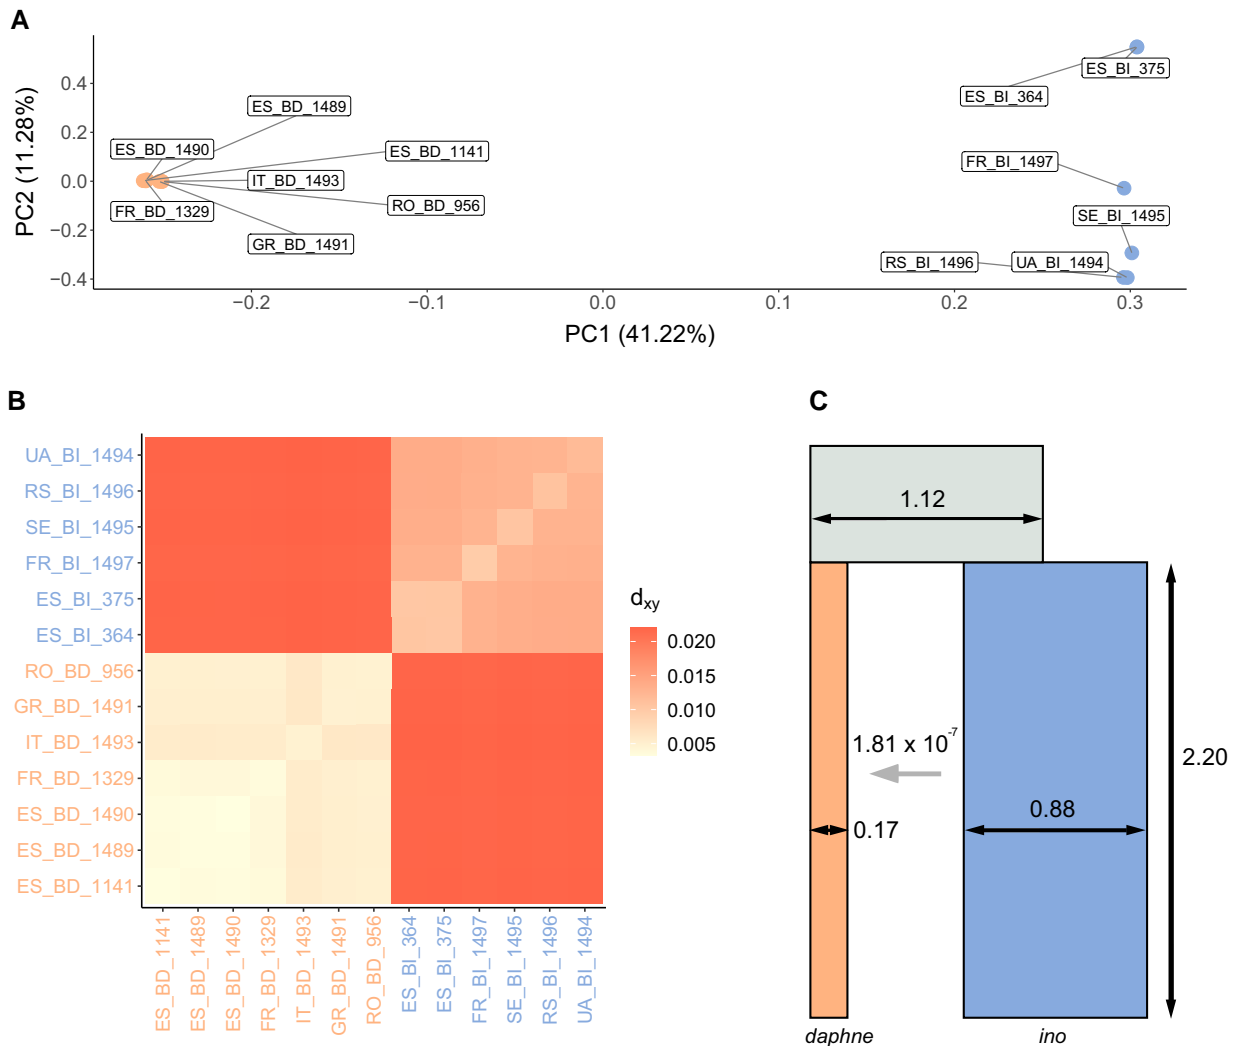 A
PC2 (11.28%)
0.4
0.2
0.0
−0.2
−0.4
ES_BI_375
ES_BI_364
ES_BD_1489
ES_BD_1490
ES_BD_1141
FR_BI_1497
IT_BD_1493
RO_BD_956
FR_BD_1329
SE_BI_1495
GR_BD_1491
RS_BI_1496
UA_BI_1494
−0.2
−0.1
0.0
0.1
0.2
0.3
PC1 (41.22%)
B
UA_BI_1494
RS_BI_1496
SE_BI_1495
FR_BI_1497
ES_BI_375
ES_BI_364
RO_BD_956
GR_BD_1491
IT_BD_1493
FR_BD_1329
ES_BD_1490
ES_BD_1489
ES_BD_1141
ES_BD_1141
ES_BD_1489
ES_BD_1490
FR_BD_1329
IT_BD_1493
GR_BD_1491
RO_BD_956
ES_BI_364
ES_BI_375
FR_BI_1497
SE_BI_1495
RS_BI_1496
UA_BI_1494
dxy
0.020
0.015
0.010
0.005
C
1.12
1.81 x 10-7
0.17
0.88
2.20
daphne
ino